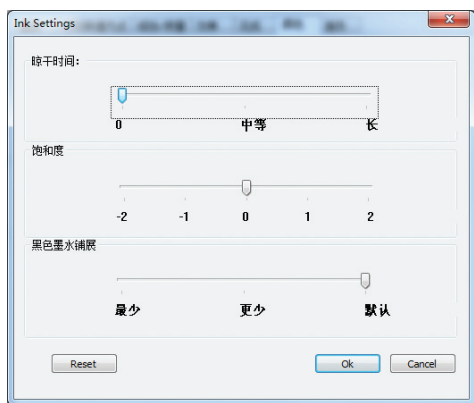 Ink Settings
晾干时间：
0 中等 长
饱和度
-2 -1 0 1 2
黑色墨水铺展
最少 更少 默认
Reset Ok Cancel